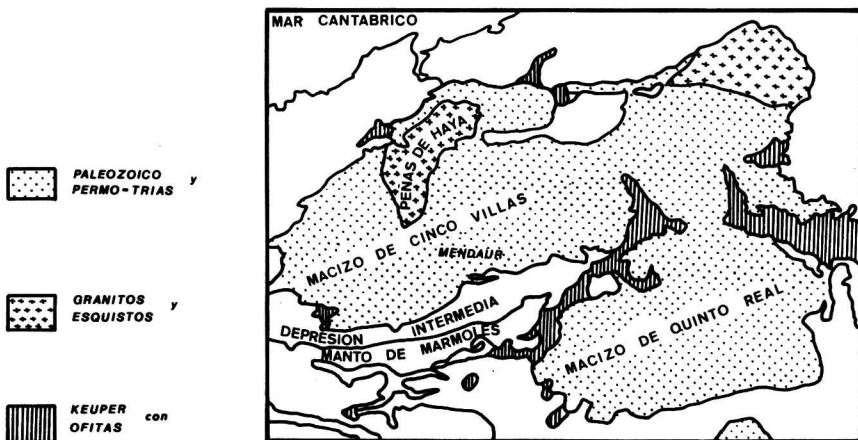 MAR CANTABRICO
PEÑAS DE HAYA
MACIZO DE CINCO VILLAS
MENDAUR
DEPRESION INTERMEDIA
MANTO DE MARMOLES
MACIZO DE QUINTO REAL
PALEOZOICO y
PERMO-TRIAS
GRANITOS y
ESQUISTOS
KEUPER con
OFITAS